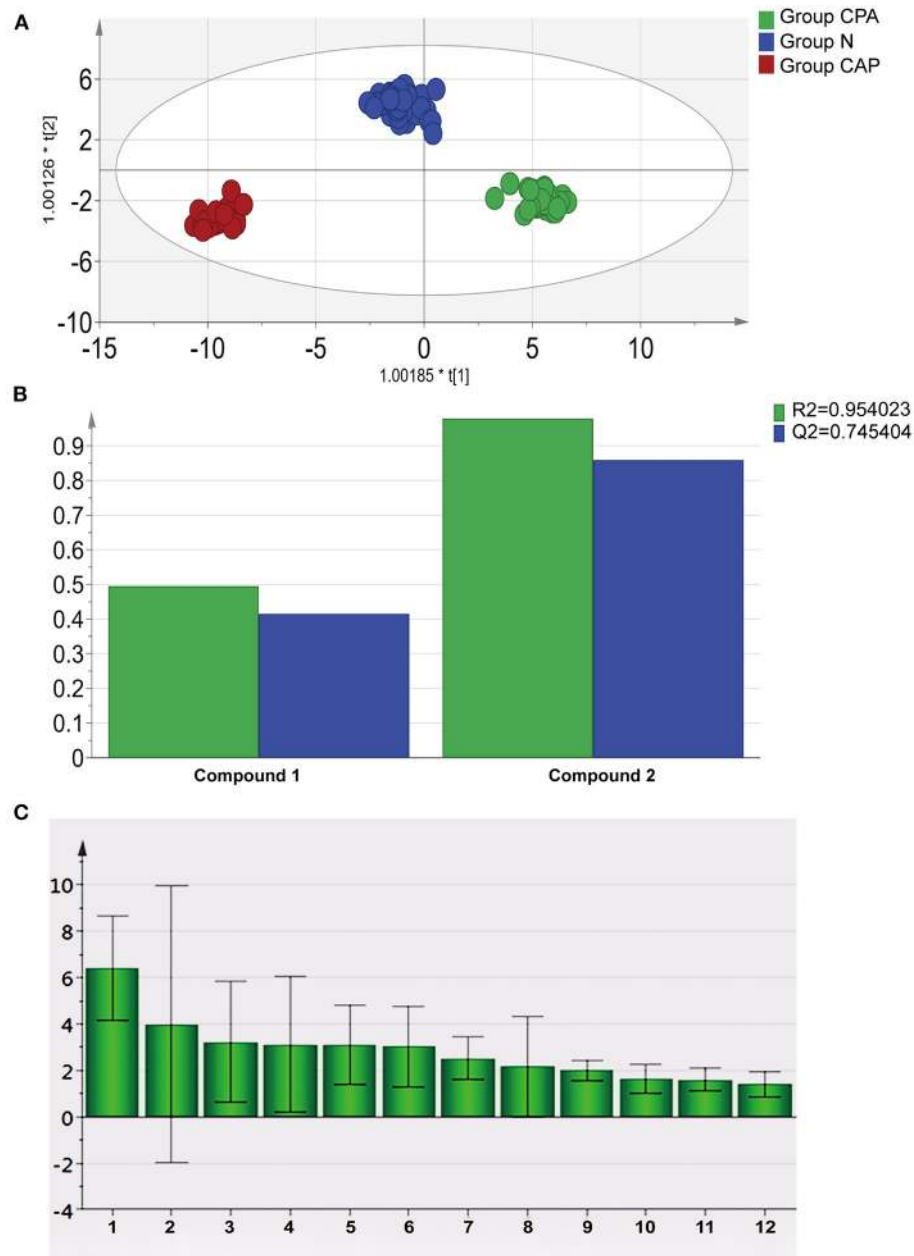 A
Group CPA
Group N
Group CAP
6
2
-2
-6
-10
-15 -10 -5 0 5 10
1.00126 * t[2]
1.00185 * t[1]
B
R2=0.954023
Q2=0.745404
0.9
0.8
0.7
0.6
0.5
0.4
0.3
0.2
0.1
0
Compound 1 Compound 2
C
10
8
6
4
2
0
-2
-4
1 2 3 4 5 6 7 8 9 10 11 12